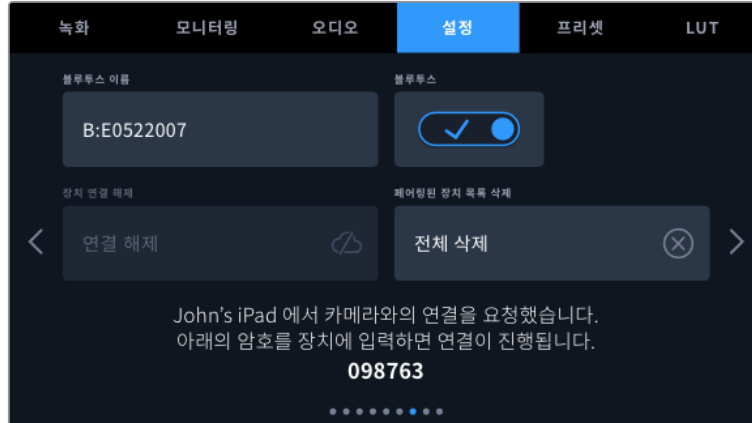 녹화 모니터링 오디오 설정 프리셋 LUT
블루투스 이름 블루투스
B:E0522007
장치 연결 해제 페어링된 장치 목록 삭제
연결 해제 전체 삭제
John's iPad 에서 카메라와의 연결을 요청했습니다.
아래의 암호를 장치에 입력하면 연결이 진행됩니다.
098763